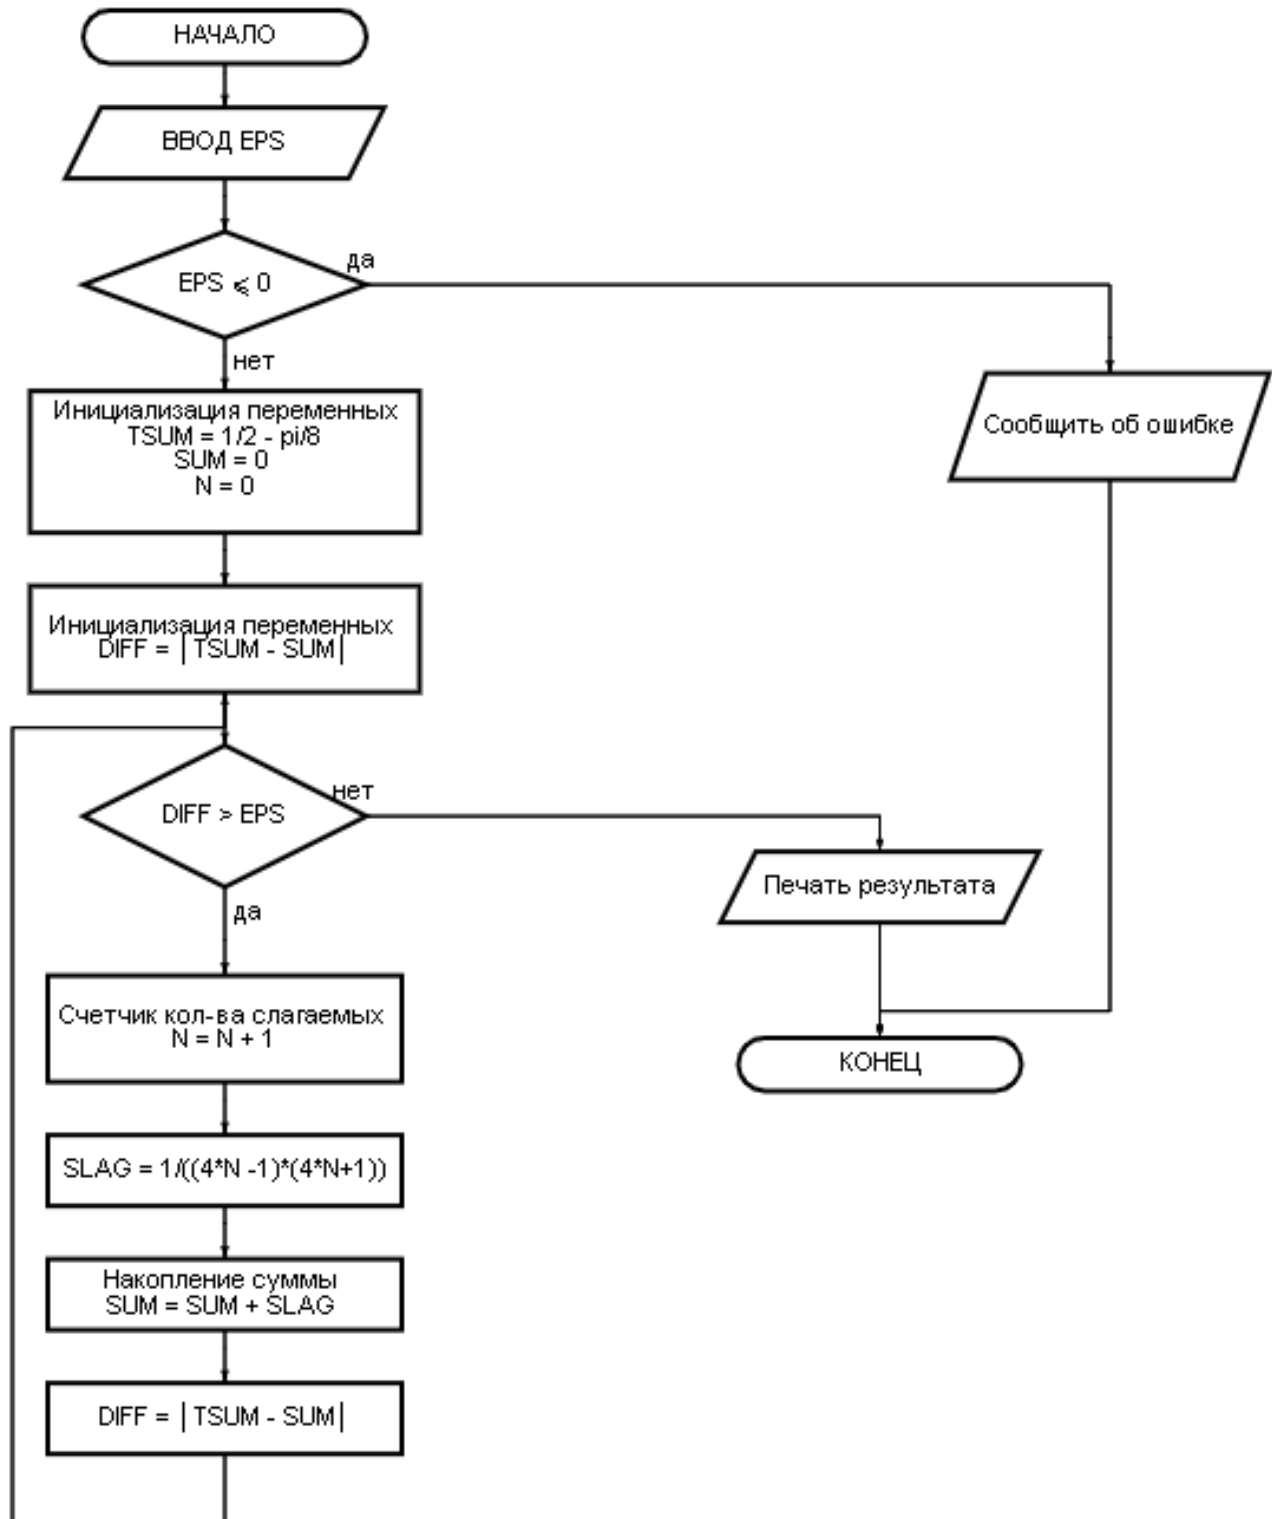 НАЧАЛО
ВВОД EPS
EPS ⩽ 0
да
нет
Инициализация переменных
TSUM = 1/2 - pi/8
SUM = 0
N = 0
Сообщить об ошибке
Инициализация переменных
DIFF = |TSUM - SUM|
DIFF > EPS
нет
да
Печать результата
Счетчик кол-ва слагаемых
N = N + 1
КОНЕЦ
SLAG = 1/((4*N -1)*(4*N+1))
Накопление суммы
SUM = SUM + SLAG
DIFF = |TSUM - SUM|